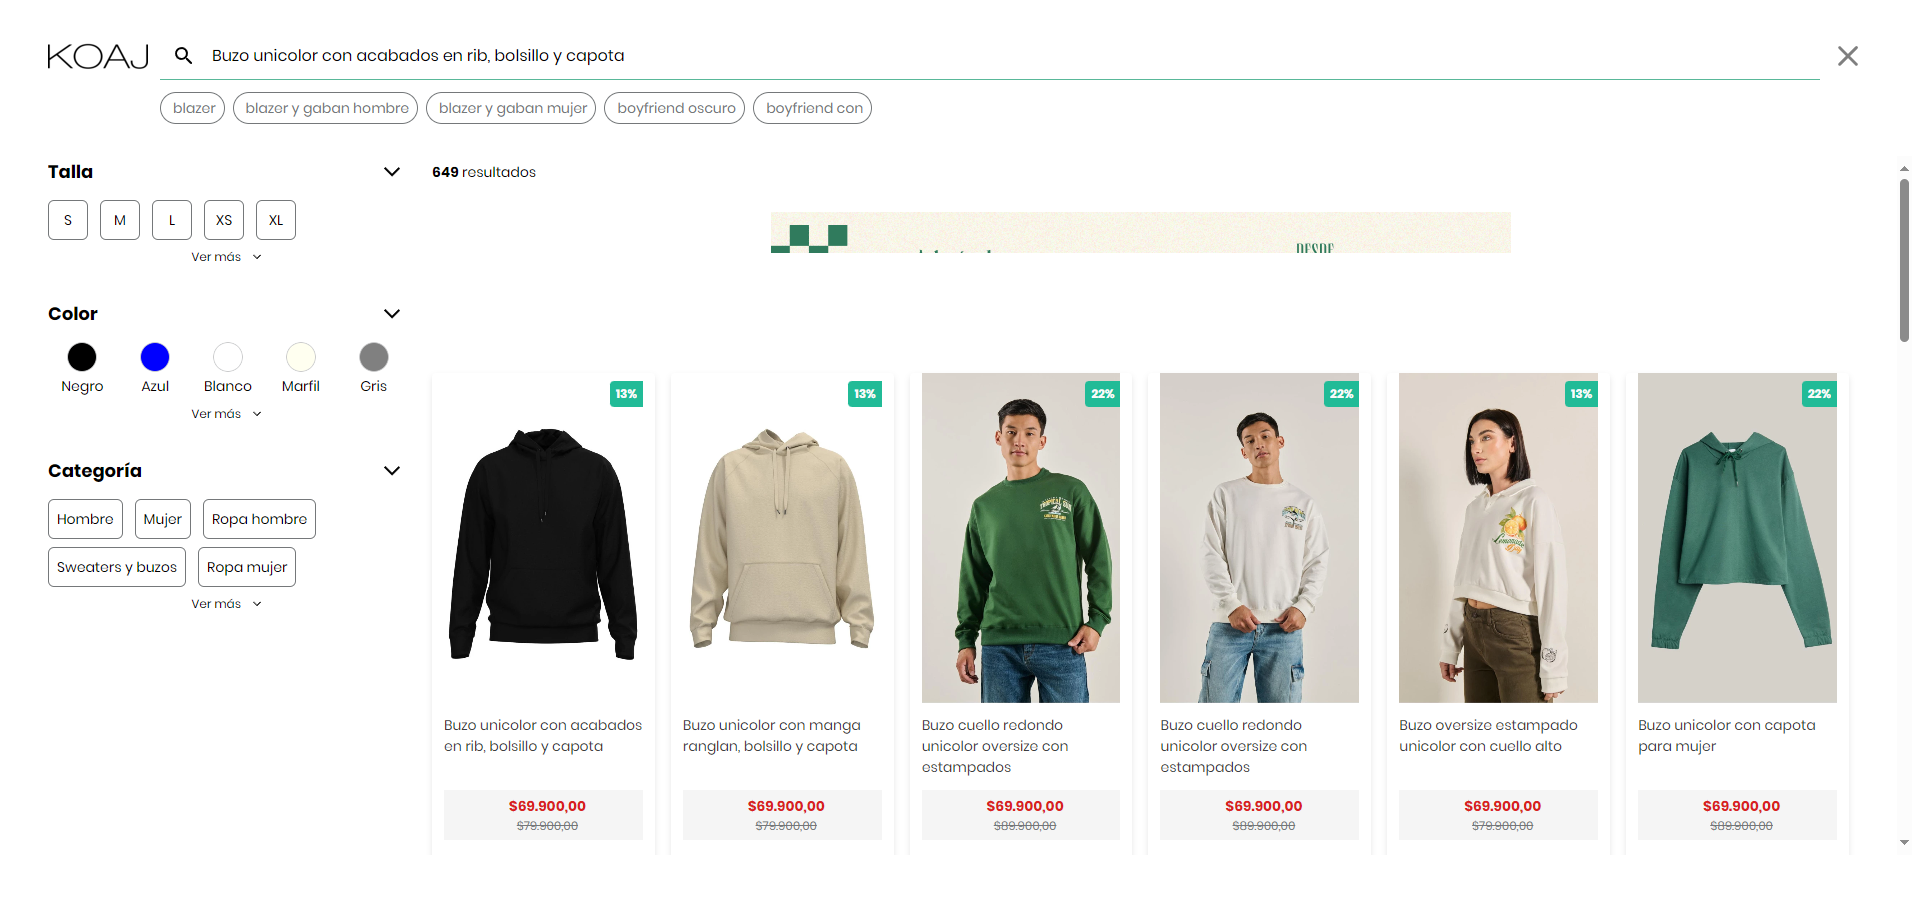 KOAJ
Buzo unicolor con acabados en rib, bolsillo y capota
blazer
blazer y gaban hombre
blazer y gaban mujer
boyfriend oscuro
boyfriend con
Talla
S
M
L
XS
XL
Ver más
Color
Negro
Azul
Blanco
Marfil
Gris
Ver más
Categoría
Hombre
Mujer
Ropa hombre
Sweaters y buzos
Ropa mujer
Ver más
649 resultados
DESDE
13%
Buzo unicolor con acabados
en rib, bolsillo y capota
$69.900,00
$79.900,00
13%
Buzo unicolor con manga
ranglan, bolsillo y capota
$69.900,00
$79.900,00
22%
Buzo cuello redondo
unicolor oversize con
estampados
$69.900,00
$89.900,00
22%
Buzo cuello redondo
unicolor oversize con
estampados
$69.900,00
$89.900,00
13%
Lemonade
Buzo oversize estampado
unicolor con cuello alto
$69.900,00
$79.900,00
22%
Buzo unicolor con capota
para mujer
$69.900,00
$89.900,00